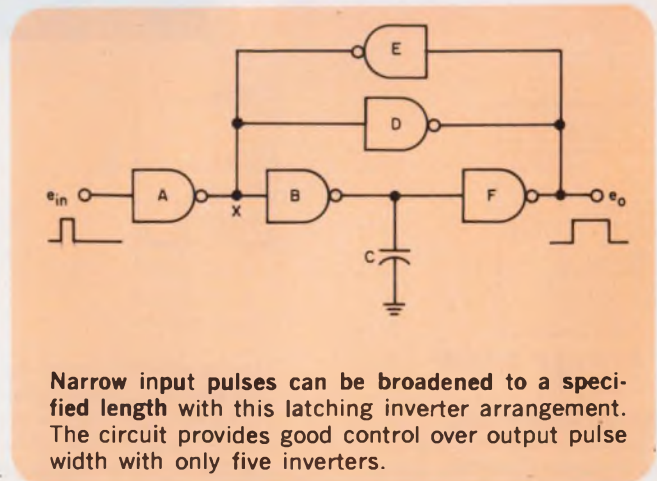 E
D
e_in A X B F e_o
C
Narrow input pulses can be broadened to a speci-
fied length with this latching inverter arrangement.
The circuit provides good control over output pulse
width with only five inverters.